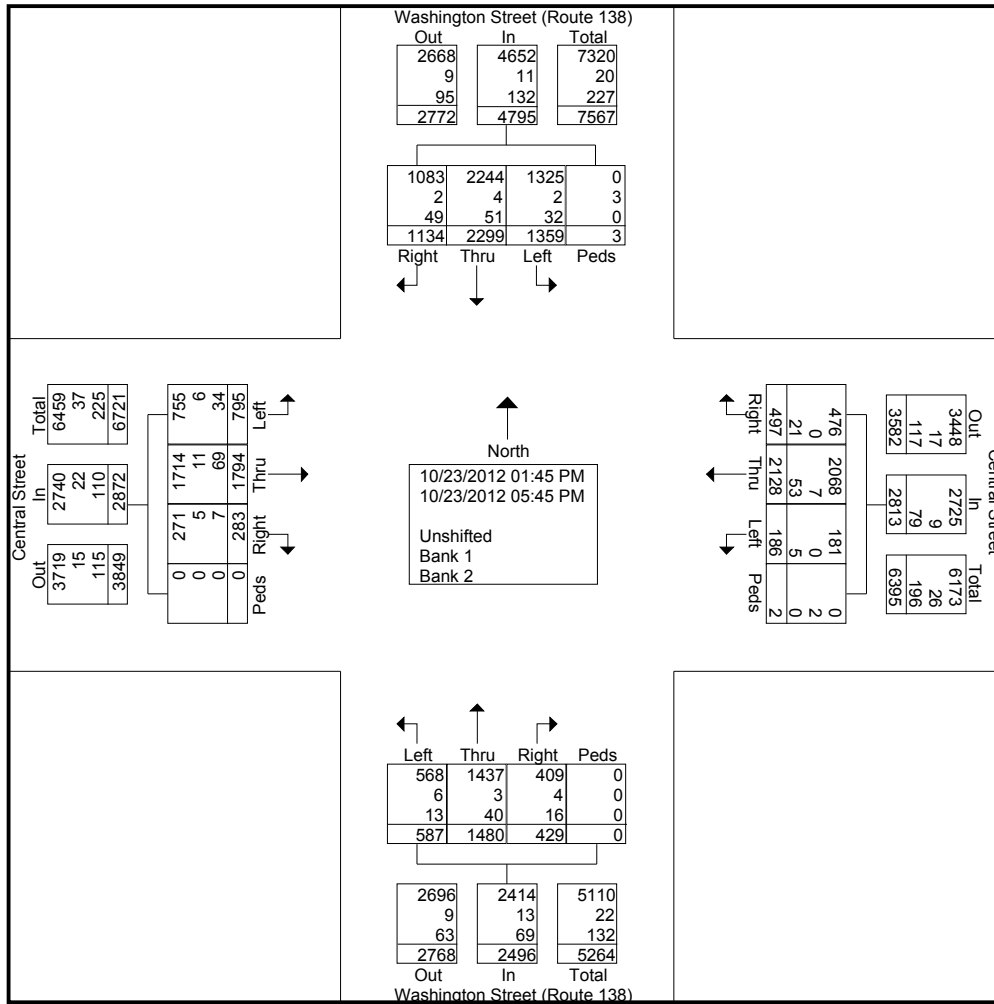 Washington Street (Route 138)
Out In Total
2668 4652 7320
9 11 20
95 132 227
2772 4795 7567
1083 2244 1325 0
2 4 2 3
49 51 32 0
1134 2299 1359 3
Right Thru Left Peds
Central Street
Total In Out
6459 2740 3719
37 22 15
225 110 115
6721 2872 3849
755 1714 271 0
6 11 5 0
34 69 7 0
795 1794 283 0
Left Thru Right Peds
North
10/23/2012 01:45 PM
10/23/2012 05:45 PM
Unshifted
Bank 1
Bank 2
Right Thru Left Peds
476 2068 181 0
0 7 0 2
21 53 5 0
497 2128 186 2
Out In Total
3448 2725 6173
17 9 26
117 79 196
3582 2813 6395
Central Street
Left Thru Right Peds
568 1437 409 0
6 3 4 0
13 40 16 0
587 1480 429 0
2696 2414 5110
9 13 22
63 69 132
2768 2496 5264
Out In Total
Washington Street (Route 138)